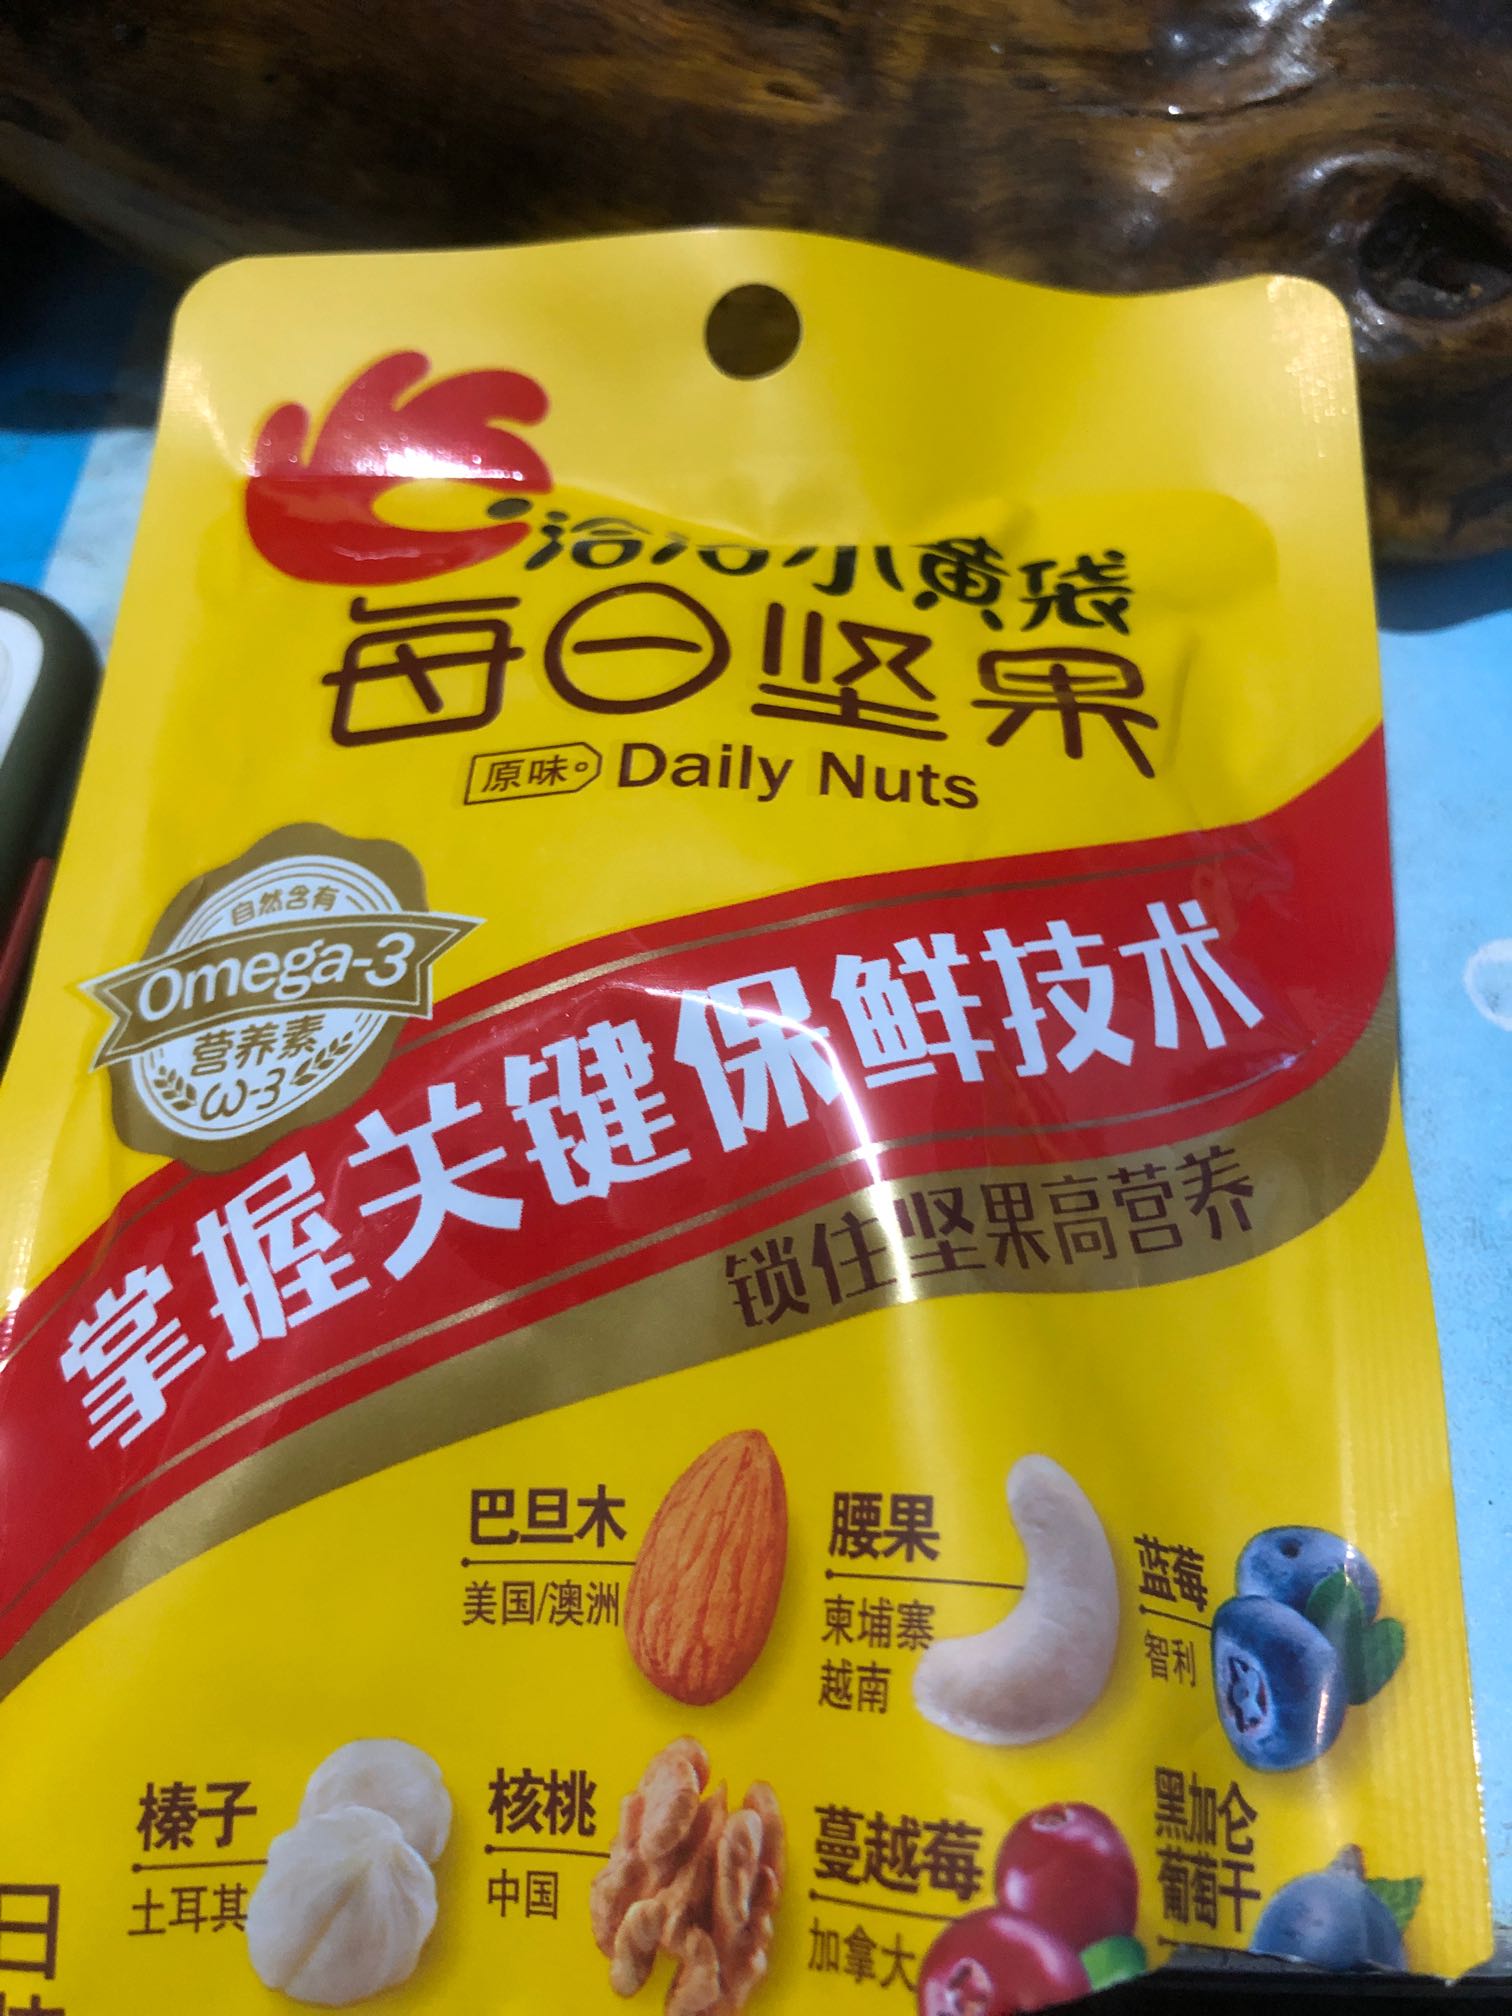 洽洽小黄袋
每日坚果
原味 Daily Nuts
自然含有
Omega-3
营养素
ω-3
掌握关键保鲜技术
锁住坚果高营养
巴旦木
美国/澳洲
腰果
柬埔寨
越南
蓝莓
智利
榛子
土耳其
核桃
中国
蔓越莓
加拿大
黑加仑
葡萄干
日